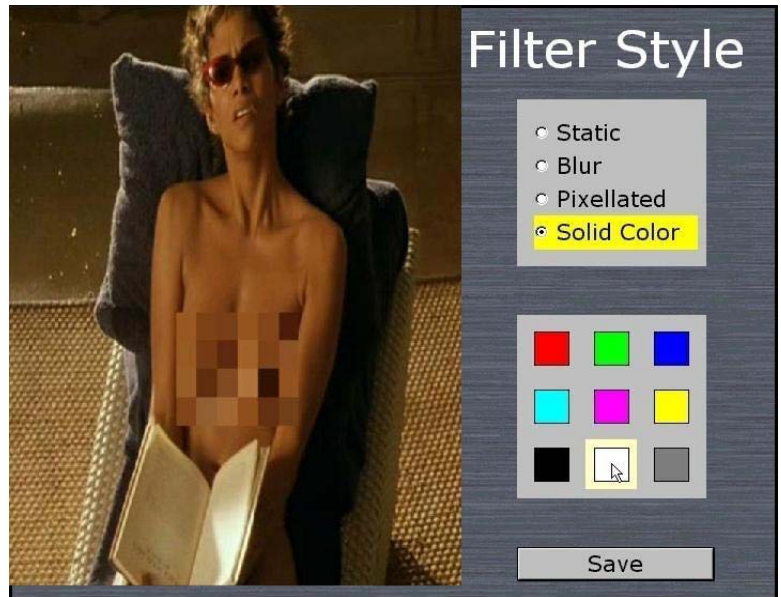 Filter Style
Static
Blur
Pixellated
Solid Color
Save